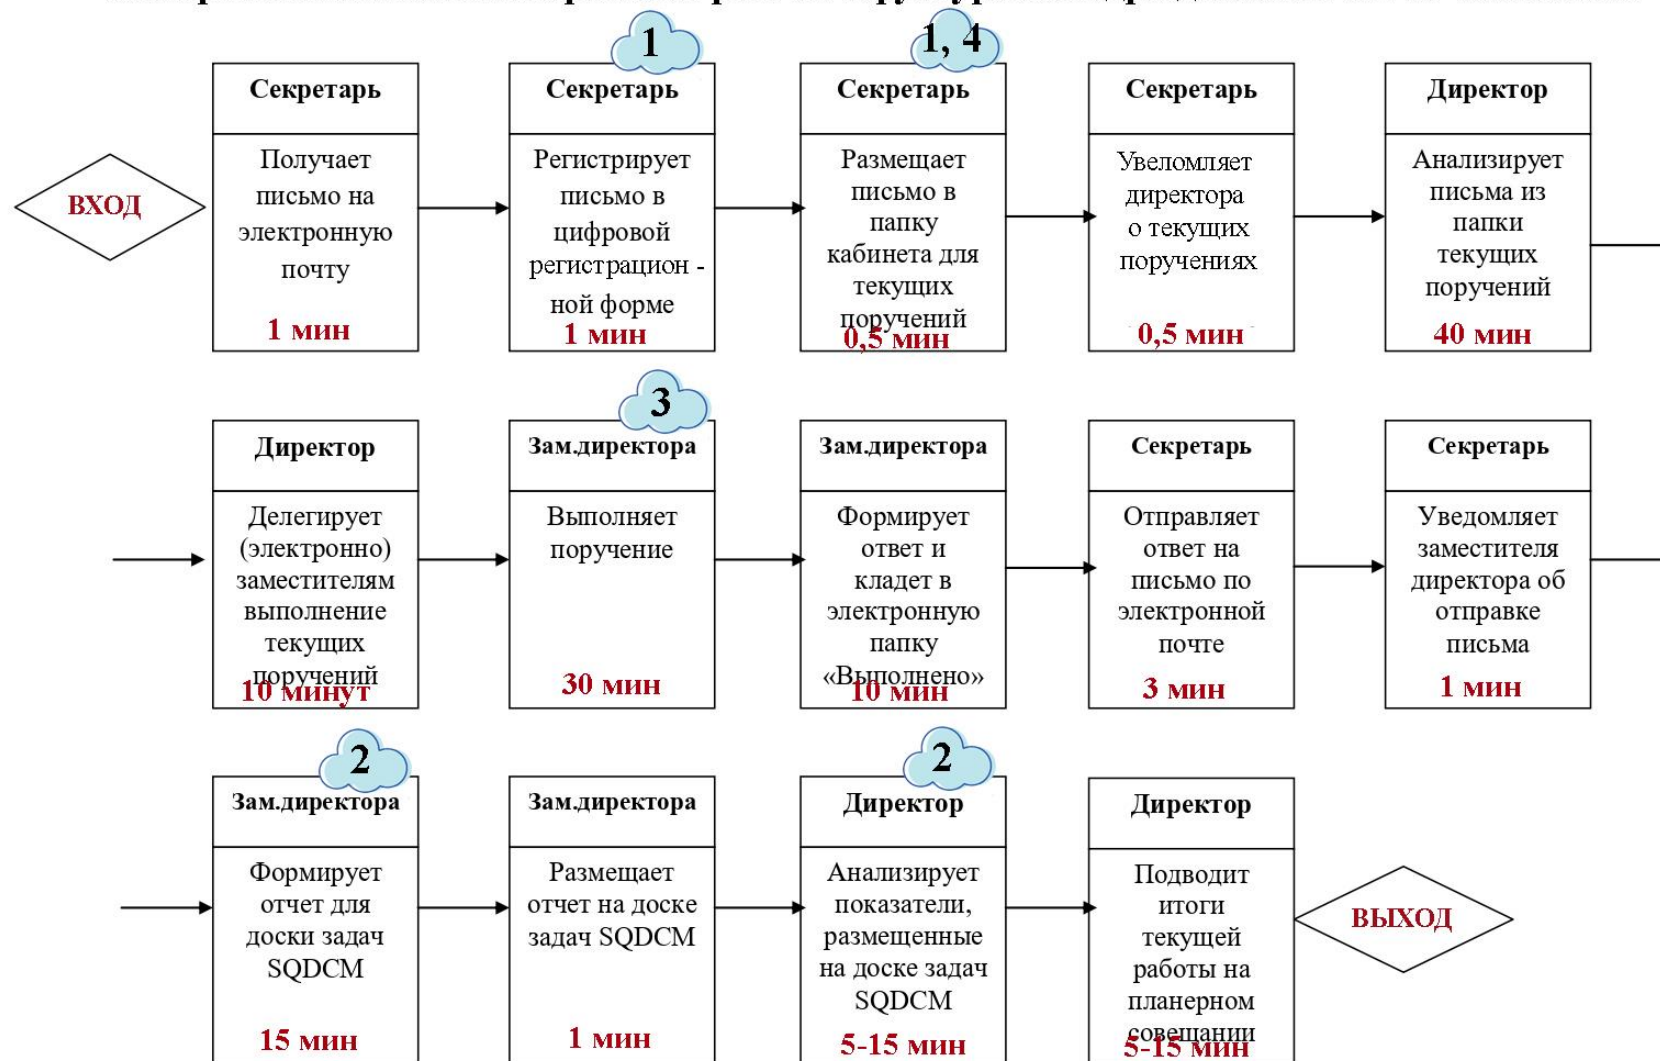 1
1, 4
Секретарь
Секретарь
Секретарь
Секретарь
Директор
ВХОД
Получает
письмо на
электронную
почту
1 мин
Регистрирует
письмо в
цифровой
регистрацион -
ной форме
1 мин
Размещает
письмо в
папку
кабинета для
текущих
поручений
0,5 мин
Увеломляет
директора
о текущих
поручениях
0,5 мин
Анализирует
письма из
папки
текущих
поручений
40 мин
3
Директор
Зам.директора
Зам.директора
Секретарь
Секретарь
Делегирует
(электронно)
заместителям
выполнение
текущих
поручений
10 минут
Выполняет
поручение
30 мин
Формирует
ответ и
кладет в
электронную
папку
«Выполнено»
10 мин
Отправляет
ответ на
письмо по
электронной
почте
3 мин
Уведомляет
заместителя
директора об
отправке
письма
1 мин
2
2
Зам.директора
Зам.директора
Директор
Директор
Формирует
отчет для
доски задач
SQDCM
15 мин
Размещает
отчет на доске
задач SQDCM
1 мин
Анализирует
показатели,
размещенные
на доске задач
SQDCM
5-15 мин
Подводит
итоги
текущей
работы на
планерном
совещании
5-15 мин
ВЫХОД